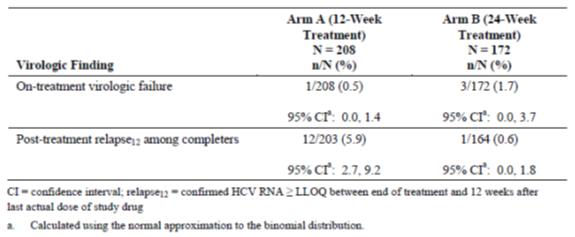 Arm A (12-Week Treatment) N = 208 n/N (%)
Arm B (24-Week Treatment) N = 172 n/N (%)
Virologic Finding
On-treatment virologic failure 1/208 (0.5) 3/172 (1.7)
95% CIᵃ: 0.0, 1.4 95% CIᵃ: 0.0, 3.7
Post-treatment relapse₁₂ among completers 12/203 (5.9) 1/164 (0.6)
95% CIᵃ: 2.7, 9.2 95% CIᵃ: 0.0, 1.8
CI = confidence interval; relapse₁₂ = confirmed HCV RNA ≥ LLOQ between end of treatment and 12 weeks after
last actual dose of study drug
a. Calculated using the normal approximation to the binomial distribution.